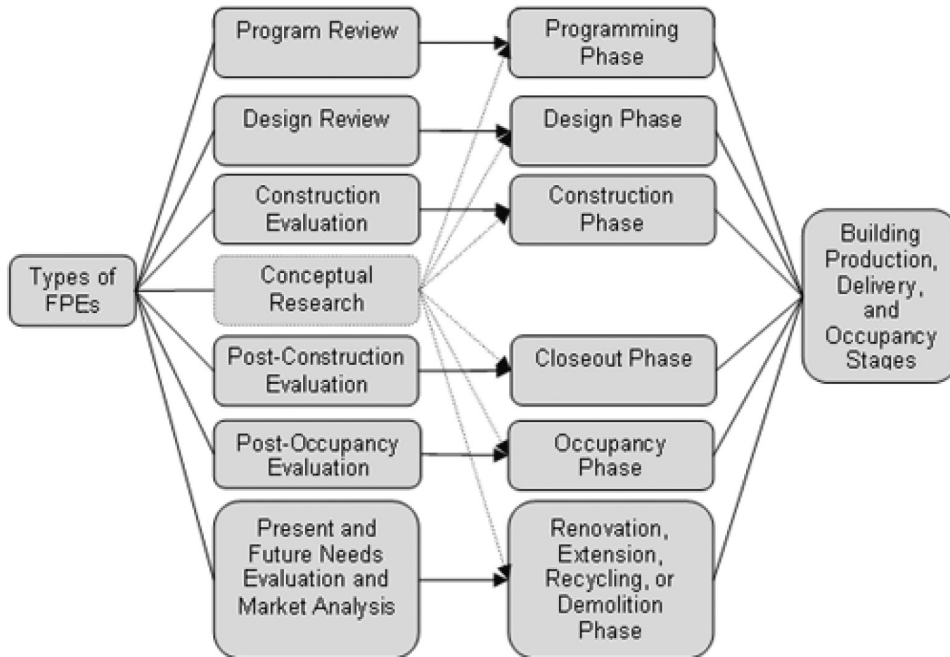 Program Review
Programming
Phase
Design Review
Design Phase
Construction
Evaluation
Construction
Phase
Types of
FPEs
Conceptual
Research
Building
Production,
Delivery,
and
Occupancy
Stages
Post-Construction
Evaluation
Closeout Phase
Post-Occupancy
Evaluation
Occupancy
Phase
Present and
Future Needs
Evaluation and
Market Analysis
Renovation,
Extension,
Recycling, or
Demolition
Phase